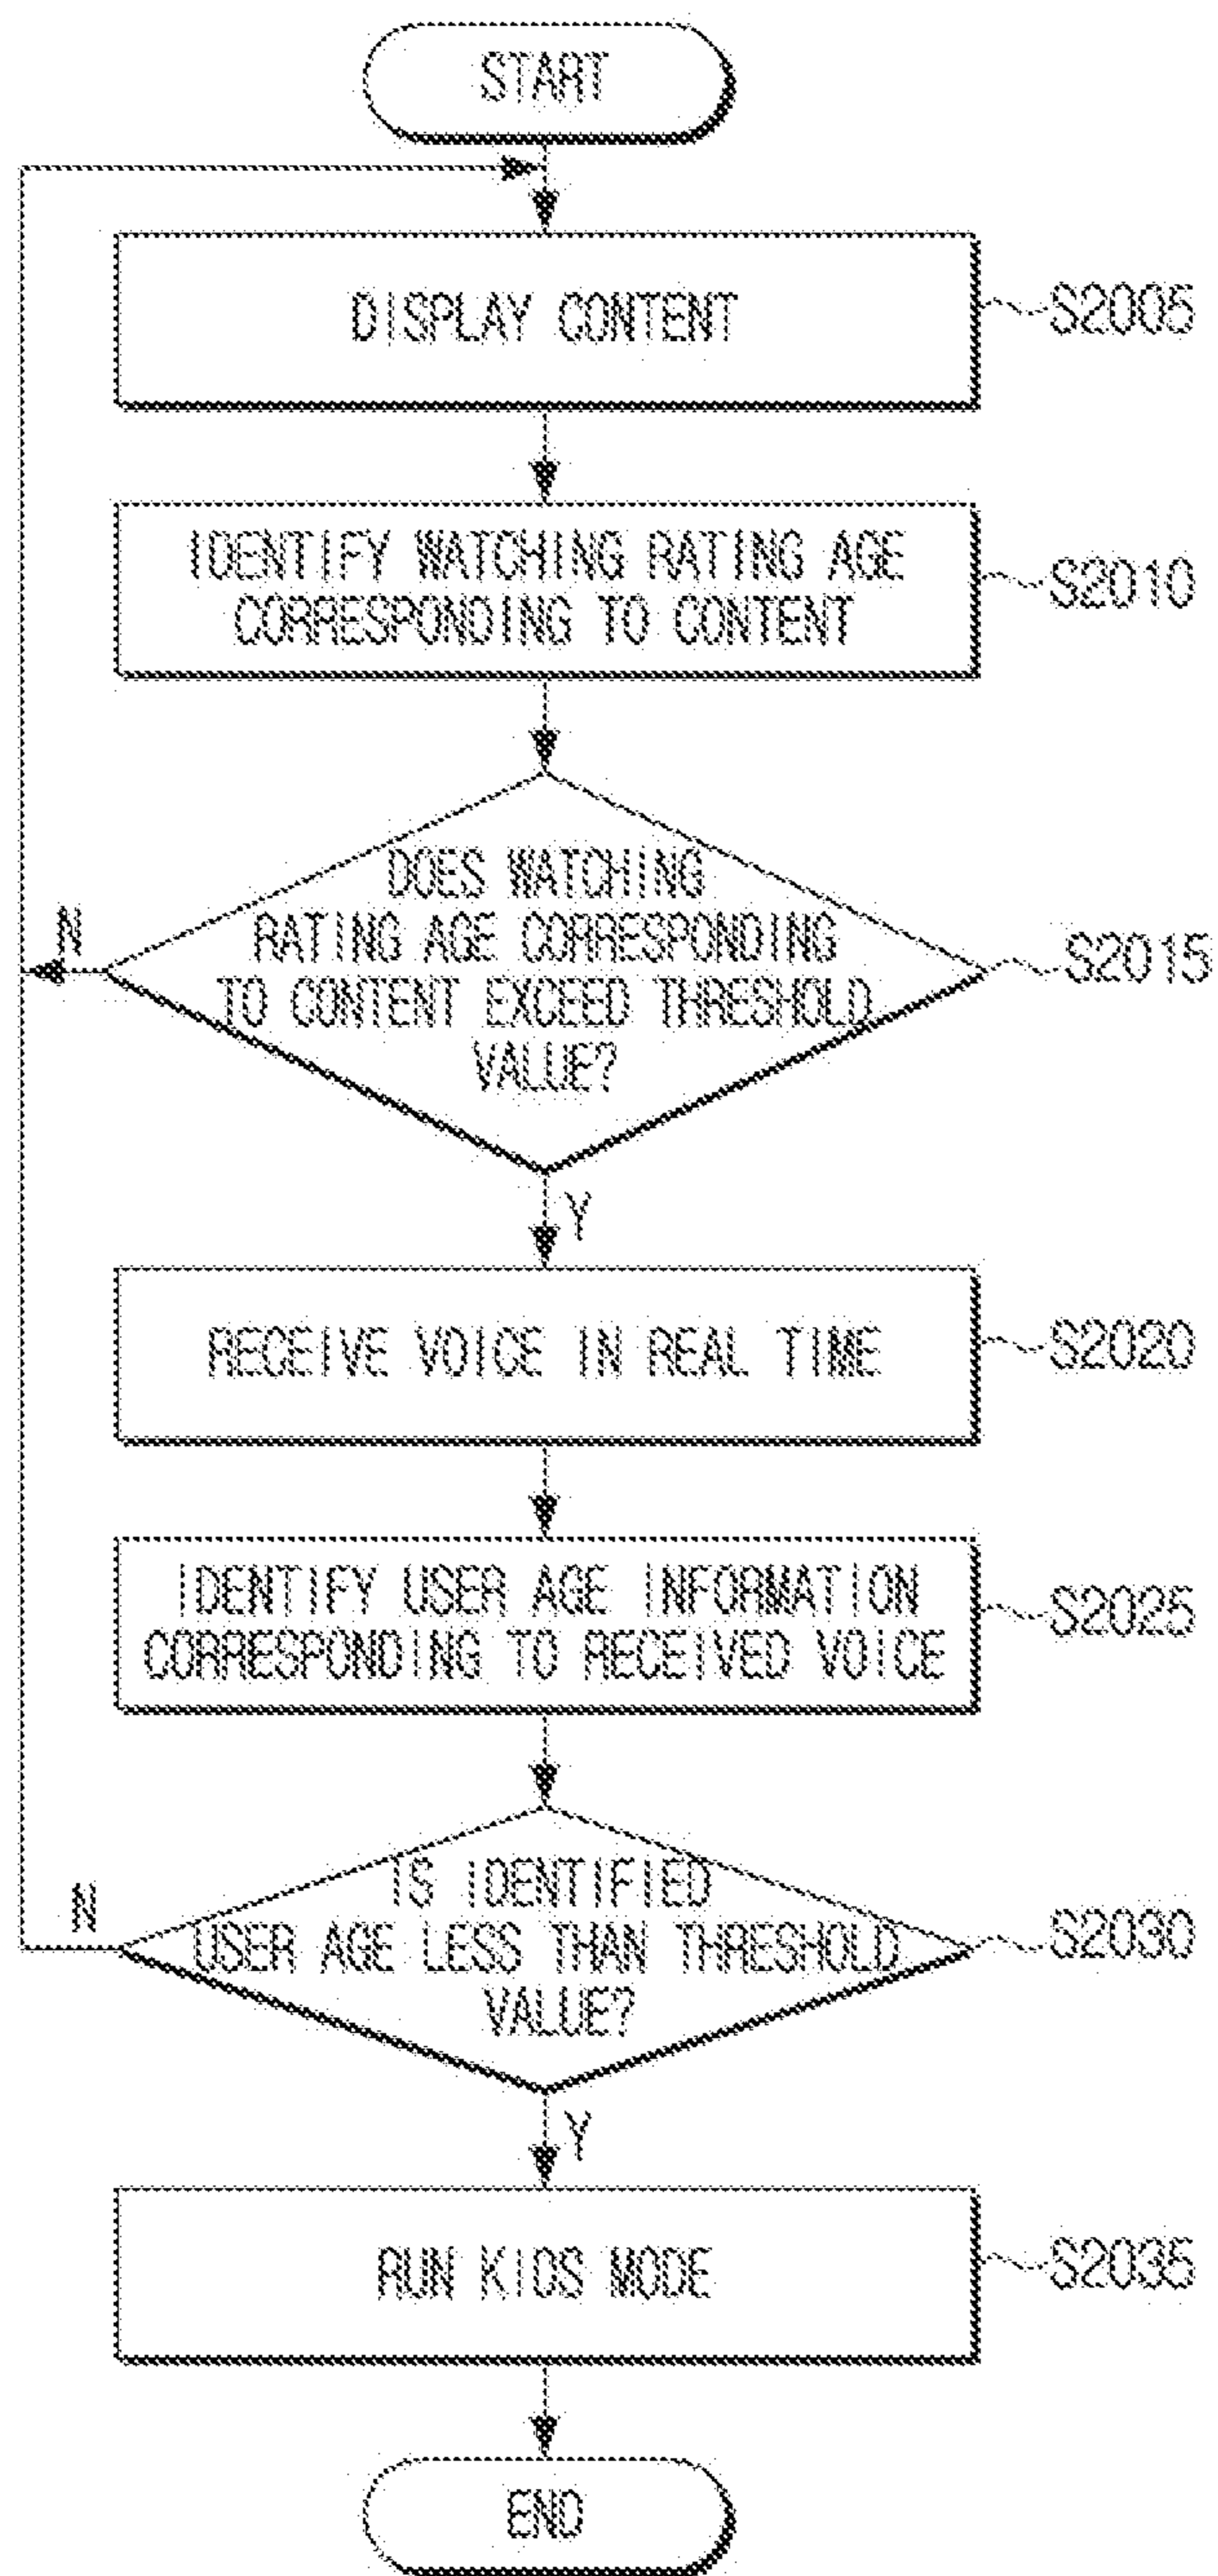 START
DISPLAY CONTENT
S2005
IDENTIFY WATCHING RATING AGE
CORRESPONDING TO CONTENT
S2010
DOES WATCHING
RATING AGE CORRESPONDING
TO CONTENT EXCEED THRESHOLD
VALUE?
S2015
N
Y
RECEIVE VOICE IN REAL TIME
S2020
IDENTIFY USER AGE INFORMATION
CORRESPONDING TO RECEIVED VOICE
S2025
IS IDENTIFIED
USER AGE LESS THAN THRESHOLD
VALUE?
S2030
N
Y
RUN KIDS MODE
S2035
END